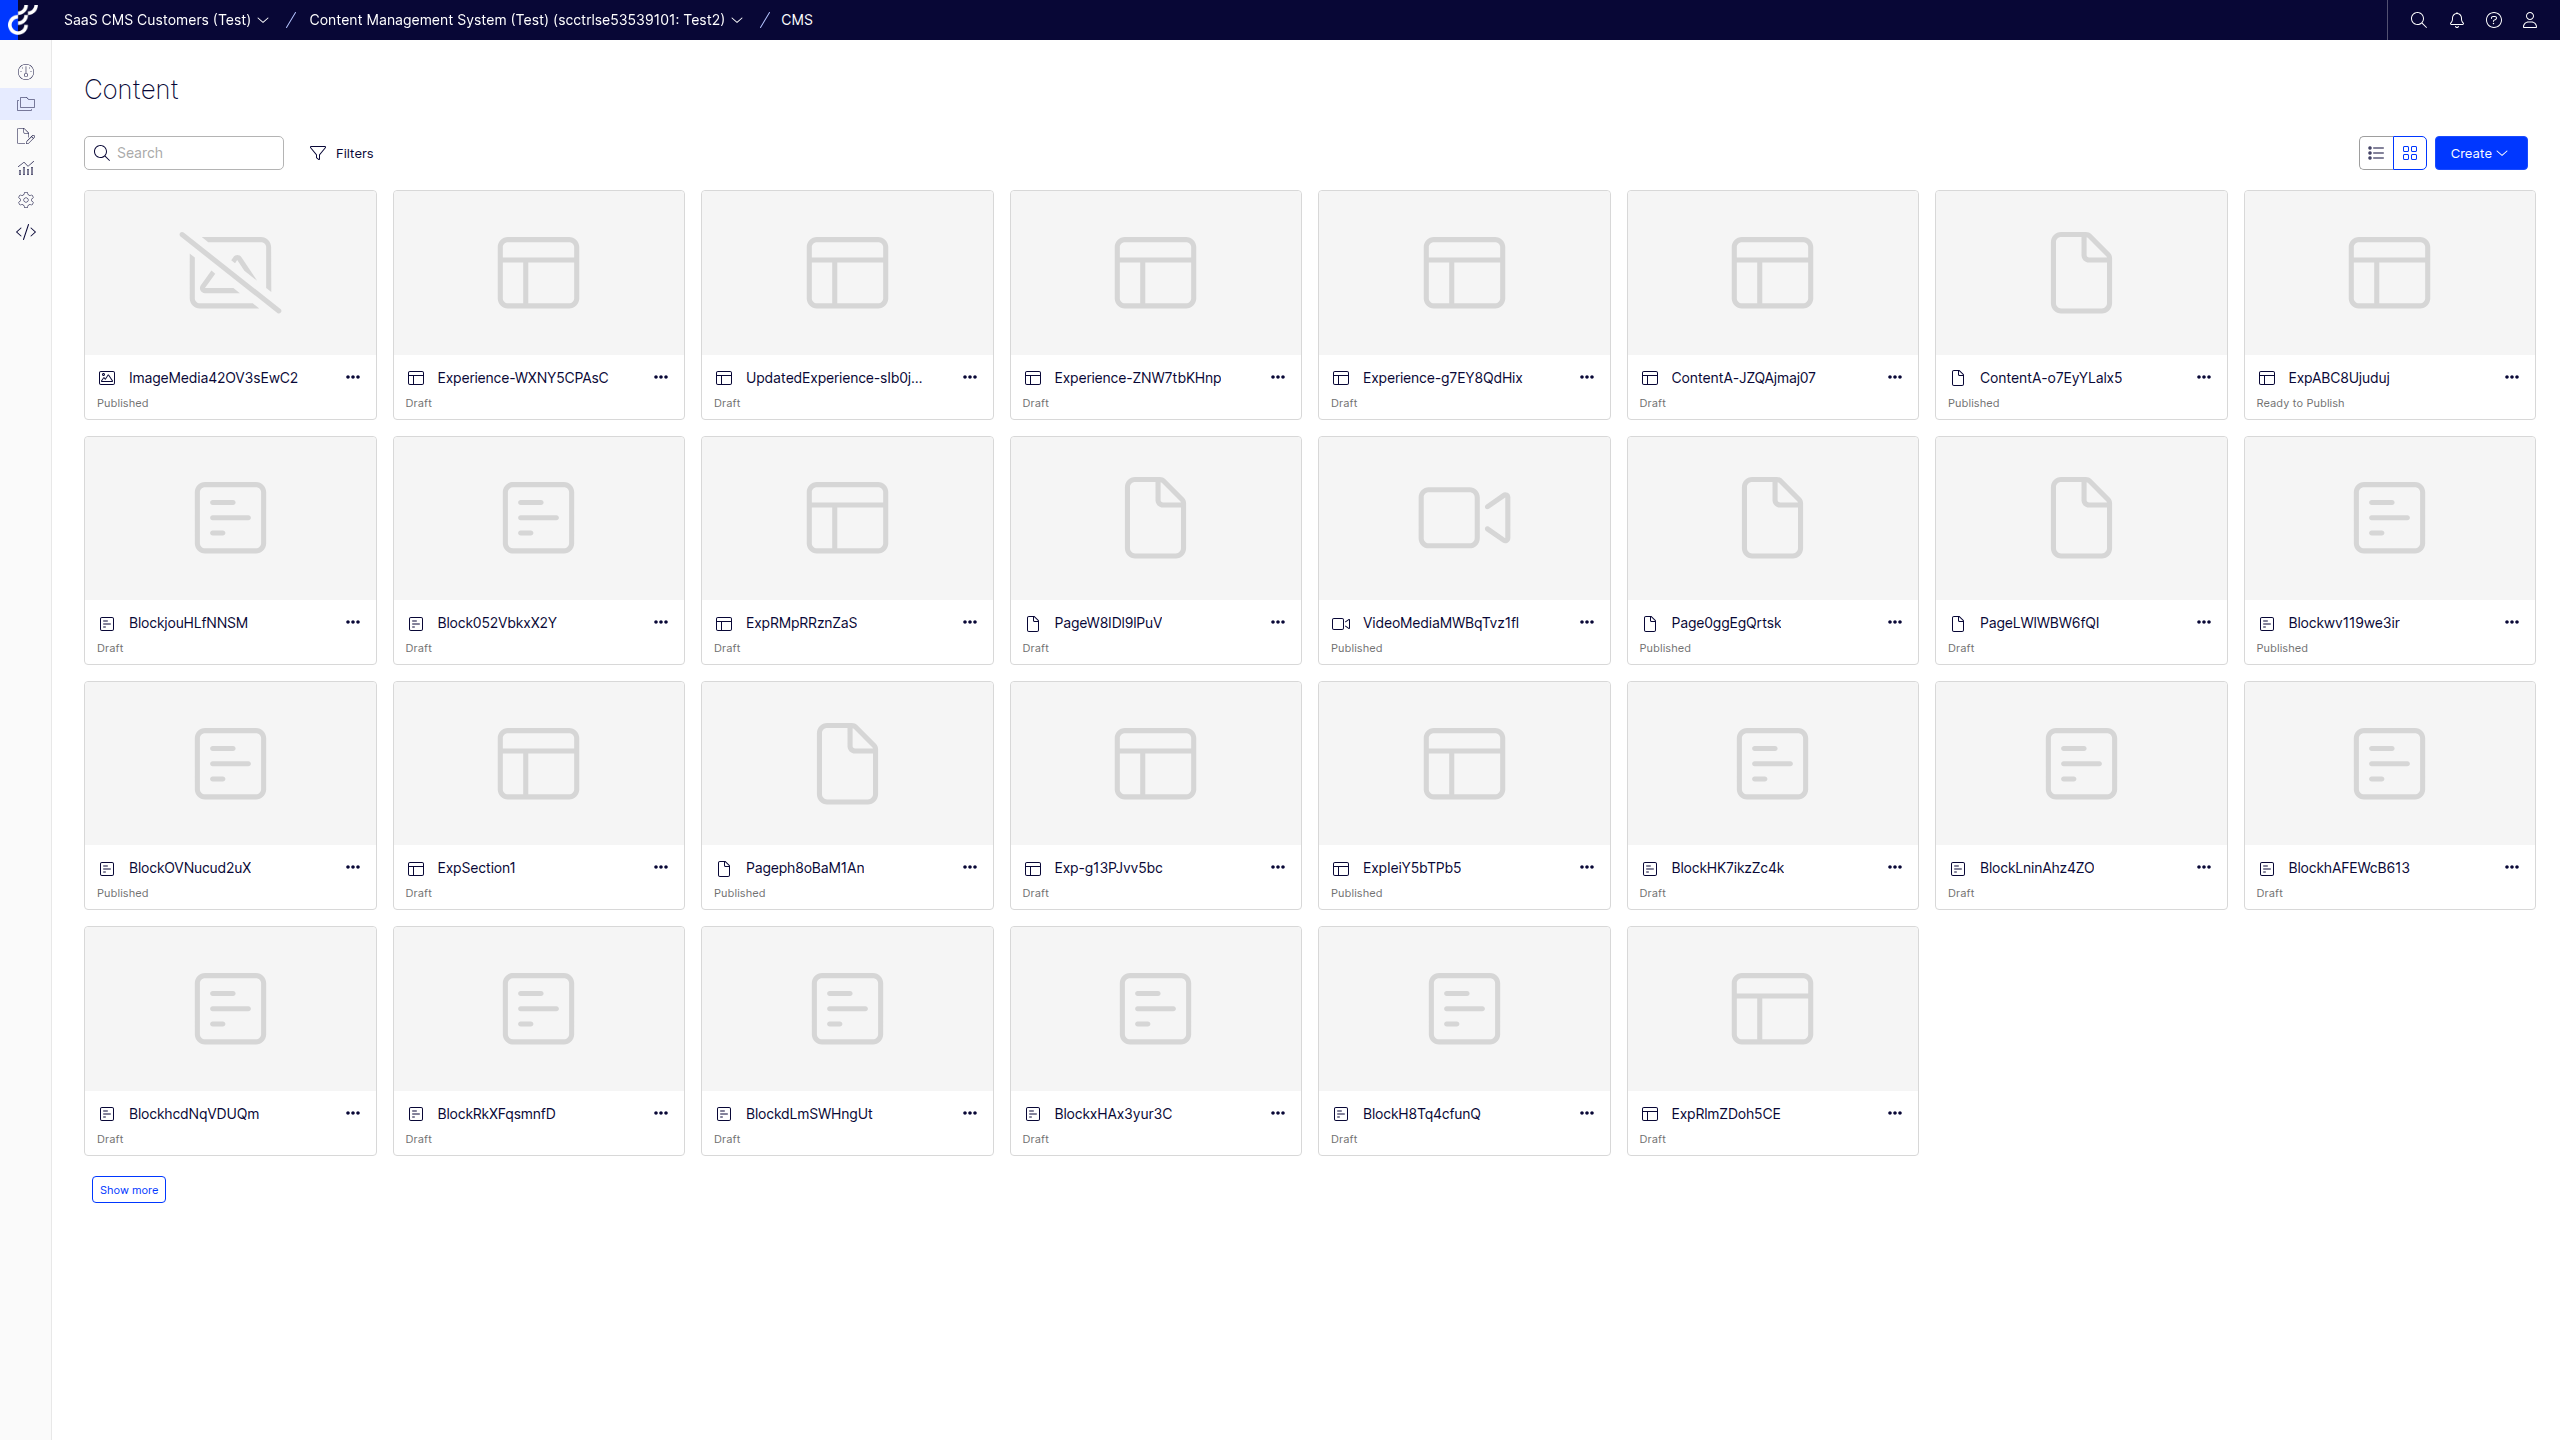 SaaS CMS Customers (Test) / Content Management System (Test) (scctrlse53539101: Test2) / CMS
Content
Search
Filters
Create
ImageMedia42OV3sEwC2 ••• Experience-WXNY5CPAsC ••• UpdatedExperience-slb0j... ••• Experience-ZNW7tbKHnp ••• Experience-g7EY8QdHix ••• ContentA-JZQAjmaj07 ••• ContentA-o7EyYLalx5 ••• ExpABC8Ujuduj •••
Published Draft Draft Draft Draft Draft Published Ready to Publish
BlockjouHLfNNSM ••• Block052VbkxX2Y ••• ExpRMpRRznZaS ••• PageW8IDI9IPuV ••• VideoMediaMWBqTvz1fI ••• Page0ggEgQrtsk ••• PageLWIWBW6fQI ••• Blockwv119we3ir •••
Draft Draft Draft Draft Published Published Draft Published
BlockOVNucud2uX ••• ExpSection1 ••• Pageph8oBaM1An ••• Exp-g13PJvv5bc ••• ExpIeiY5bTPb5 ••• BlockHK7ikzZc4k ••• BlockLninAhz4ZO ••• BlockhAFEWcB613 •••
Published Draft Published Draft Published Draft Draft Draft
BlockhcdNqVDUQm ••• BlockRkXFqsmnfD ••• BlockdLmSWHngUt ••• BlockxHAx3yur3C ••• BlockH8Tq4cfunQ ••• ExpRlmZDoh5CE •••
Draft Draft Draft Draft Draft Draft
Show more